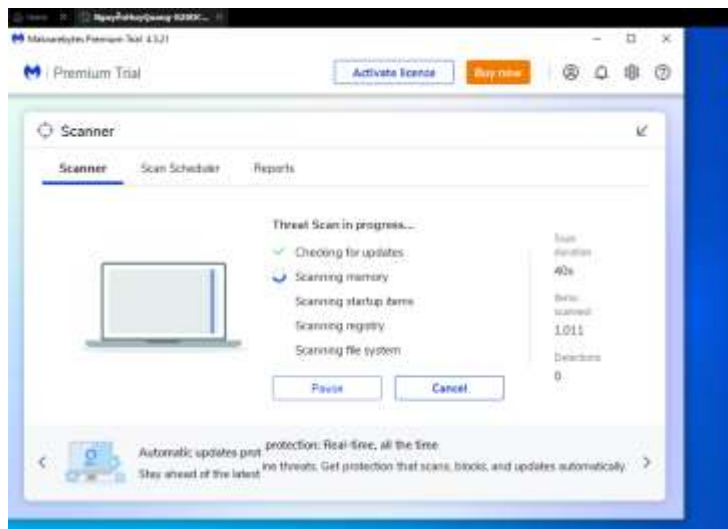 Home
Malwarebytes Premium Trial 4.5.21
Premium Trial
Activate license
Buy now
Scanner
Scanner
Scan Scheduler
Reports
Threat Scan in progress...
Checking for updates
Scanning memory
Scanning startup items
Scanning registry
Scanning file system
Scan
duration
40s
Items
scanned
1,011
Detections
0
Pause
Cancel
Automatic updates prot
protection: Real-time, all the time
Stay ahead of the latest
ine threats. Get protection that scans, blocks, and updates automatically.